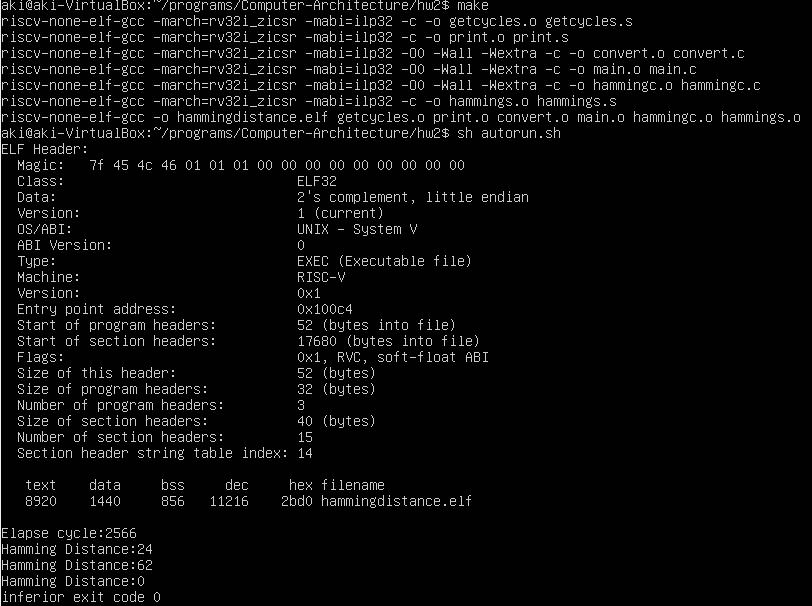 aki@aki-VirtualBox:~/programs/Computer-Architecture/hw2$ make
riscv-none-elf-gcc -march=rv32i_zicsr -mabi=ilp32 -c -o getcycles.o getcycles.s
riscv-none-elf-gcc -march=rv32i_zicsr -mabi=ilp32 -c -o print.o print.s
riscv-none-elf-gcc -march=rv32i_zicsr -mabi=ilp32 -O0 -Wall -Wextra -c -o convert.o convert.c
riscv-none-elf-gcc -march=rv32i_zicsr -mabi=ilp32 -O0 -Wall -Wextra -c -o main.o main.c
riscv-none-elf-gcc -march=rv32i_zicsr -mabi=ilp32 -O0 -Wall -Wextra -c -o hammingc.o hammingc.c
riscv-none-elf-gcc -march=rv32i_zicsr -mabi=ilp32 -c -o hammings.o hammings.s
riscv-none-elf-gcc -o hammingdistance.elf getcycles.o print.o convert.o main.o hammingc.o hammings.o
aki@aki-VirtualBox:~/programs/Computer-Architecture/hw2$ sh autorun.sh
ELF Header:
  Magic:   7f 45 4c 46 01 01 01 00 00 00 00 00 00 00 00 00
  Class:                             ELF32
  Data:                              2's complement, little endian
  Version:                           1 (current)
  OS/ABI:                            UNIX - System V
  ABI Version:                       0
  Type:                              EXEC (Executable file)
  Machine:                           RISC-V
  Version:                           0x1
  Entry point address:               0x100c4
  Start of program headers:          52 (bytes into file)
  Start of section headers:          17680 (bytes into file)
  Flags:                             0x1, RVC, soft-float ABI
  Size of this header:               52 (bytes)
  Size of program headers:           32 (bytes)
  Number of program headers:         3
  Size of section headers:           40 (bytes)
  Number of section headers:         15
  Section header string table index: 14
   text    data     bss     dec     hex filename
   8920    1440     856   11216    2bd0 hammingdistance.elf
Elapse cycle:2566
Hamming Distance:24
Hamming Distance:62
Hamming Distance:0
inferior exit code 0